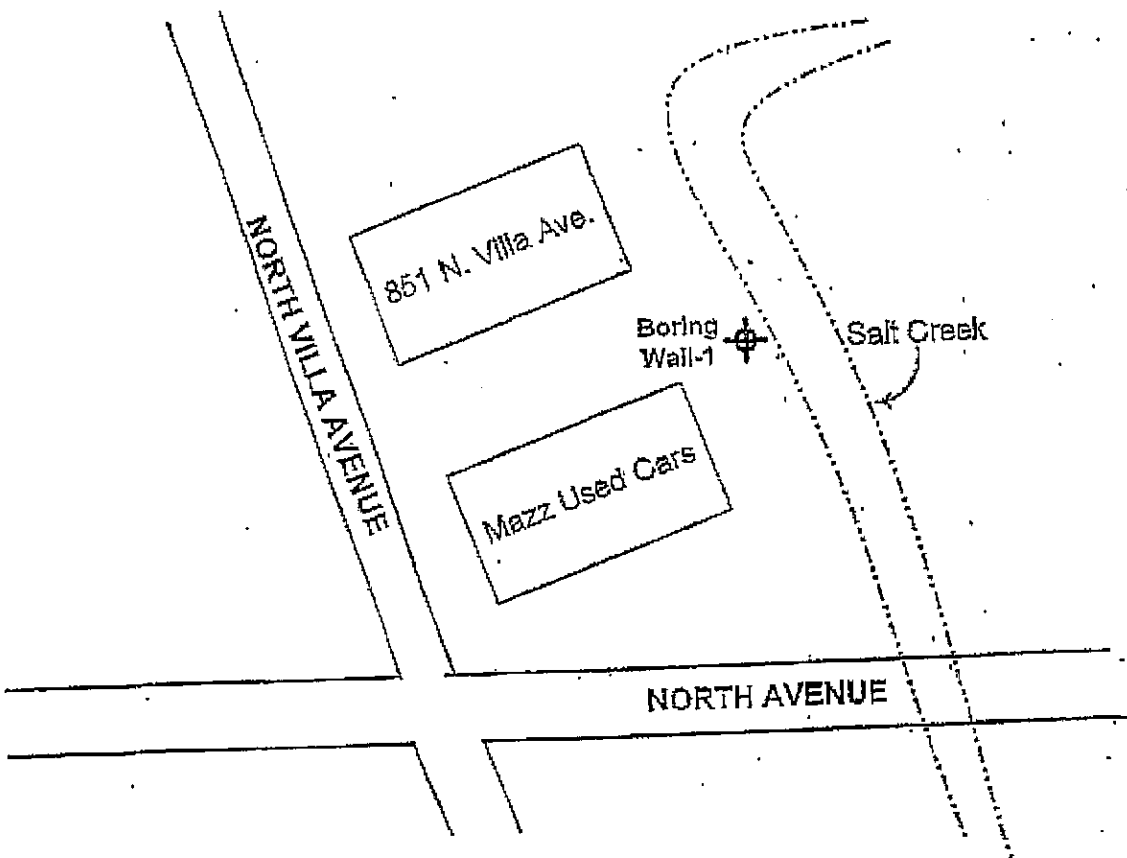 851 N. Villa Ave.
NORTH VILLA AVENUE
Boring
Wall-1
Salt Creek
Mazz Used Cars
NORTH AVENUE